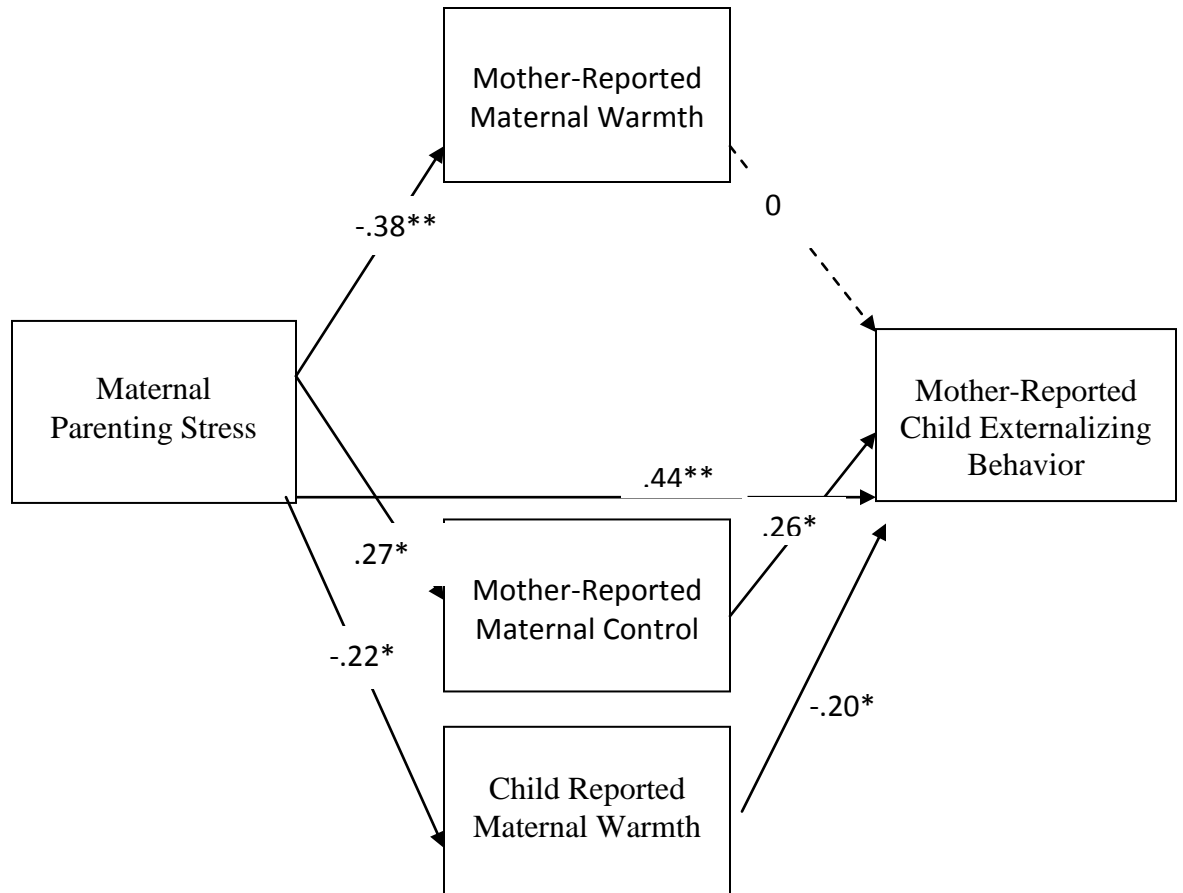 Mother-Reported
Maternal Warmth
-.38**
0
Maternal
Parenting Stress
Mother-Reported
Child Externalizing
Behavior
.44**
.27*
.26*
Mother-Reported
Maternal Control
-.22*
-.20*
Child Reported
Maternal Warmth